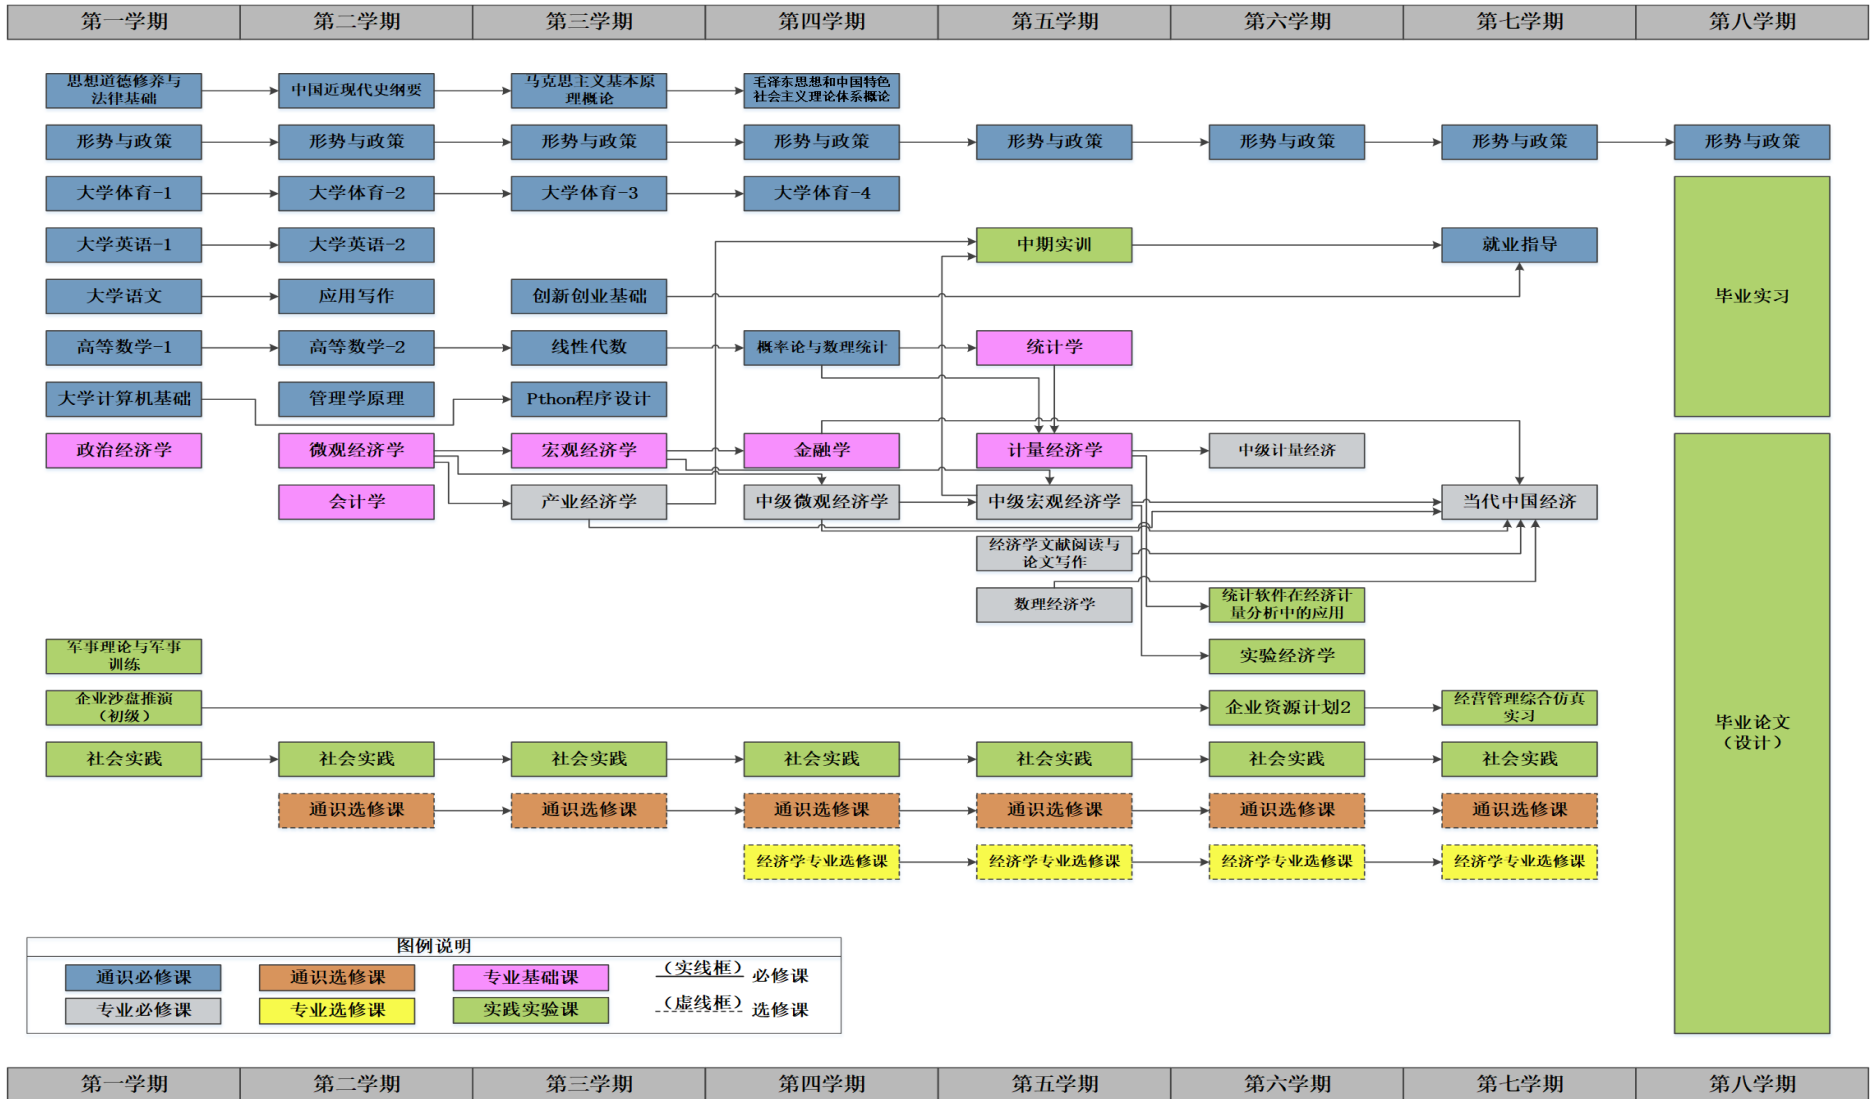 第一学期 第二学期 第三学期 第四学期 第五学期 第六学期 第七学期 第八学期
思想道德修养与
法律基础
中国近现代史纲要
马克思主义基本原
理概论
毛泽东思想和中国特色
社会主义理论体系概论
形势与政策 形势与政策 形势与政策 形势与政策 形势与政策 形势与政策 形势与政策 形势与政策
大学体育-1 大学体育-2 大学体育-3 大学体育-4
大学英语-1 大学英语-2 中期实训 就业指导
大学语文 应用写作 创新创业基础 毕业实习
高等数学-1 高等数学-2 线性代数 概率论与数理统计 统计学
大学计算机基础 管理学原理 Pthon程序设计
政治经济学 微观经济学 宏观经济学 金融学 计量经济学 中级计量经济
会计学 产业经济学 中级微观经济学 中级宏观经济学 当代中国经济
经济学文献阅读与
论文写作
数理经济学
统计软件在经济计
量分析中的应用
军事理论与军事
训练
实验经济学
企业沙盘推演
（初级）
企业资源计划2
经营管理综合仿真
实习
毕业论文
（设计）
社会实践 社会实践 社会实践 社会实践 社会实践 社会实践 社会实践
通识选修课 通识选修课 通识选修课 通识选修课 通识选修课 通识选修课
经济学专业选修课 经济学专业选修课 经济学专业选修课 经济学专业选修课
图例说明
通识必修课 通识选修课 专业基础课 （实线框） 必修课
专业必修课 专业选修课 实践实验课 （虚线框） 选修课
第一学期 第二学期 第三学期 第四学期 第五学期 第六学期 第七学期 第八学期